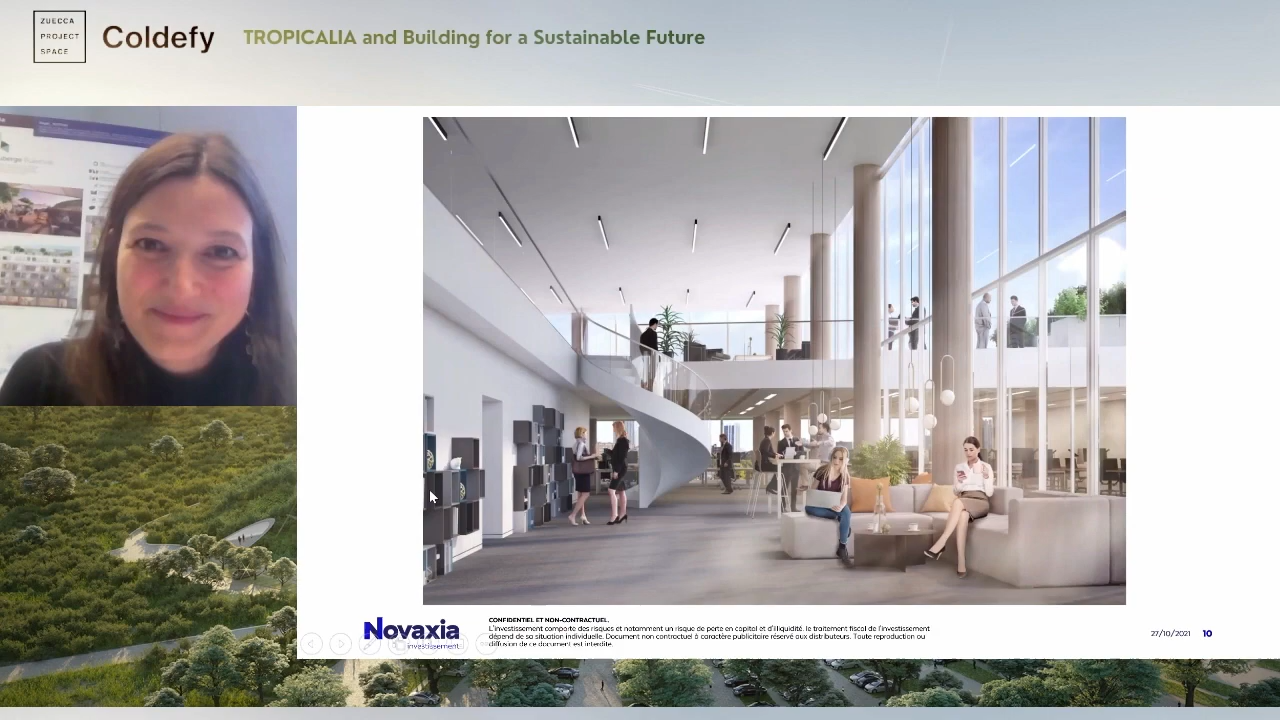 ZUECCA
PROJECT
SPACE
Coldefy
TROPICALIA and Building for a Sustainable Future
Novaxia
investissement
CONFIDENTIEL ET NON-CONTRACTUEL.
L'investissement comporte des risques et notamment un risque de perte en capital et d'illiquidité. le traitement fiscal de l'investissement
dépend de sa situation individuelle. Document non contractuel à caractère publicitaire réservé aux distributeurs. Toute reproduction ou
diffusion de ce document est interdite.
27/10/2021 10